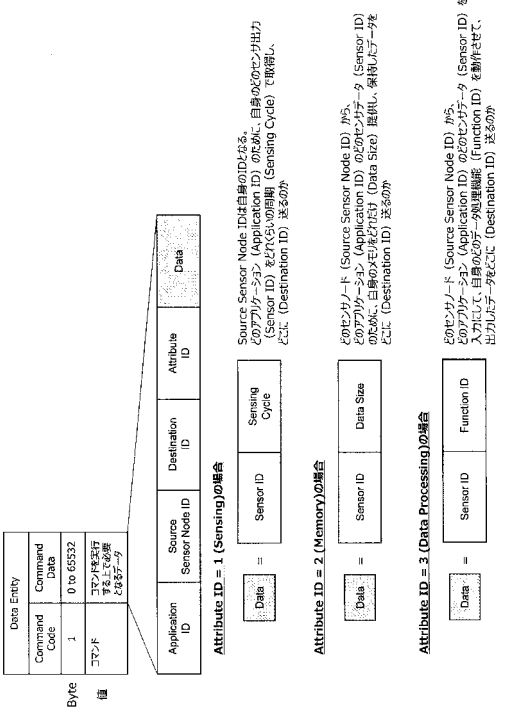 Data Entity
Command Code
Command Data
Byte
1
0 to 65532
値
コマンド
コマンドを実行
する上で必要
となるデータ
Application ID
Source Sensor Node ID
Destination ID
Attribute ID
Data
Attribute ID = 1 (Sensing)の場合
Data
=
Sensor ID
Sensing Cycle
Source Sensor Node IDは自身のIDとなる。
どのアプリケーション（Application ID）のために、自身のどのセンサ出力
（Sensor ID）をどれくらいの周期（Sensing Cycle）で取得し、
どこに（Destination ID）送るのか
Attribute ID = 2 (Memory)の場合
Data
=
Sensor ID
Data Size
どのセンサノード（Source Sensor Node ID）から、
どのアプリケーション（Application ID）のどのセンサデータ（Sensor ID）
のために、自身のメモリをどれだけ（Data Size）提供し、保持したデータを
どこに（Destination ID）送るのか
Attribute ID = 3 (Data Processing)の場合
Data
=
Sensor ID
Function ID
どのセンサノード（Source Sensor Node ID）から、
どのアプリケーション（Application ID）のどのセンサデータ（Sensor ID）を
入力にして、自身のどのデータ処理機能（Function ID）を動作させて、
出力したデータをどこに（Destination ID）送るのか